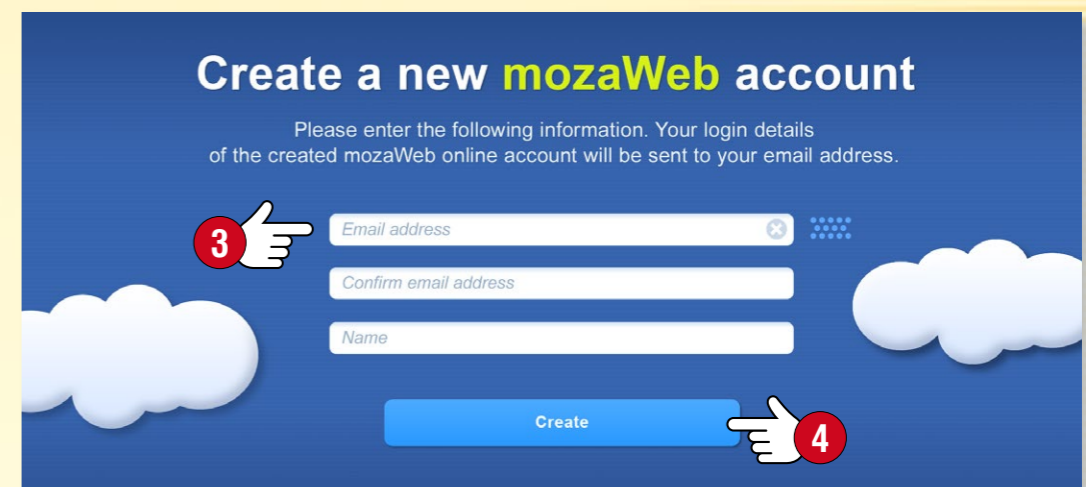 Create a new mozaWeb account
Please enter the following information. Your login details
of the created mozaWeb online account will be sent to your email address.
3
Email address
Confirm email address
Name
Create
4